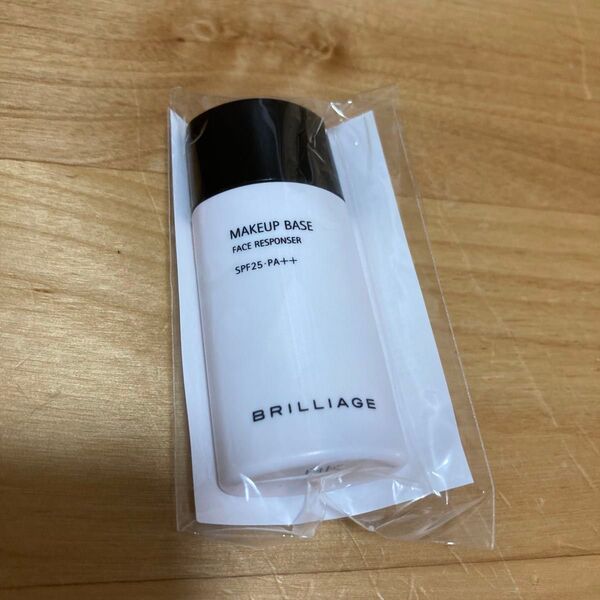 MAKEUP BASE
FACE RESPONSER
SPF25·PA++
BRILLIAGE